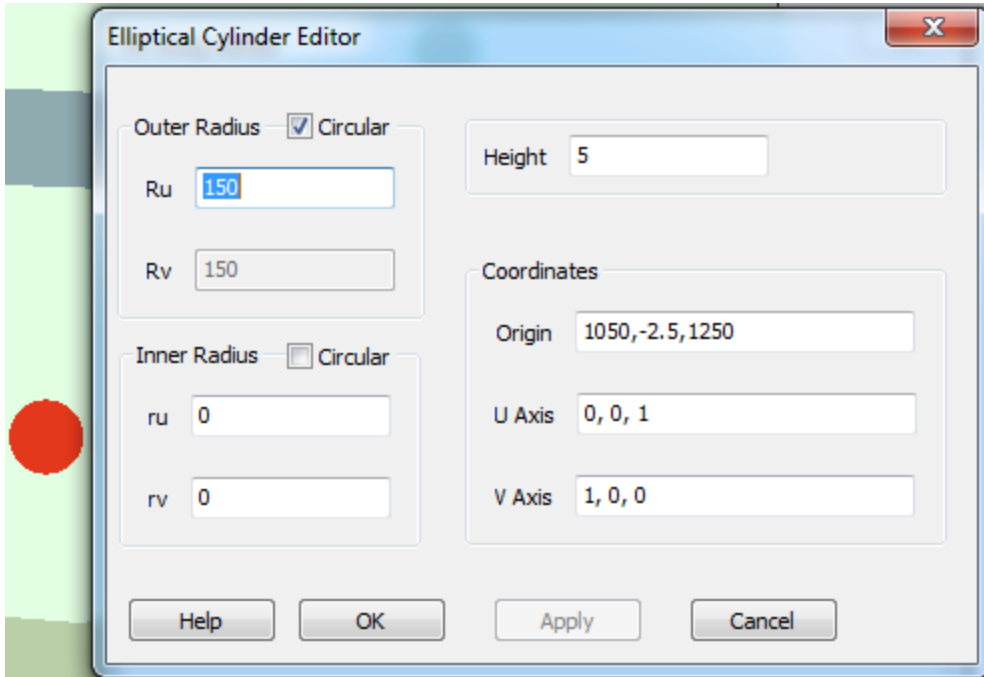 Elliptical Cylinder Editor
X
Outer Radius Circular
Ru 150
Rv 150
Inner Radius Circular
ru 0
rv 0
Height 5
Coordinates
Origin 1050,-2.5,1250
U Axis 0, 0, 1
V Axis 1, 0, 0
Help OK Apply Cancel